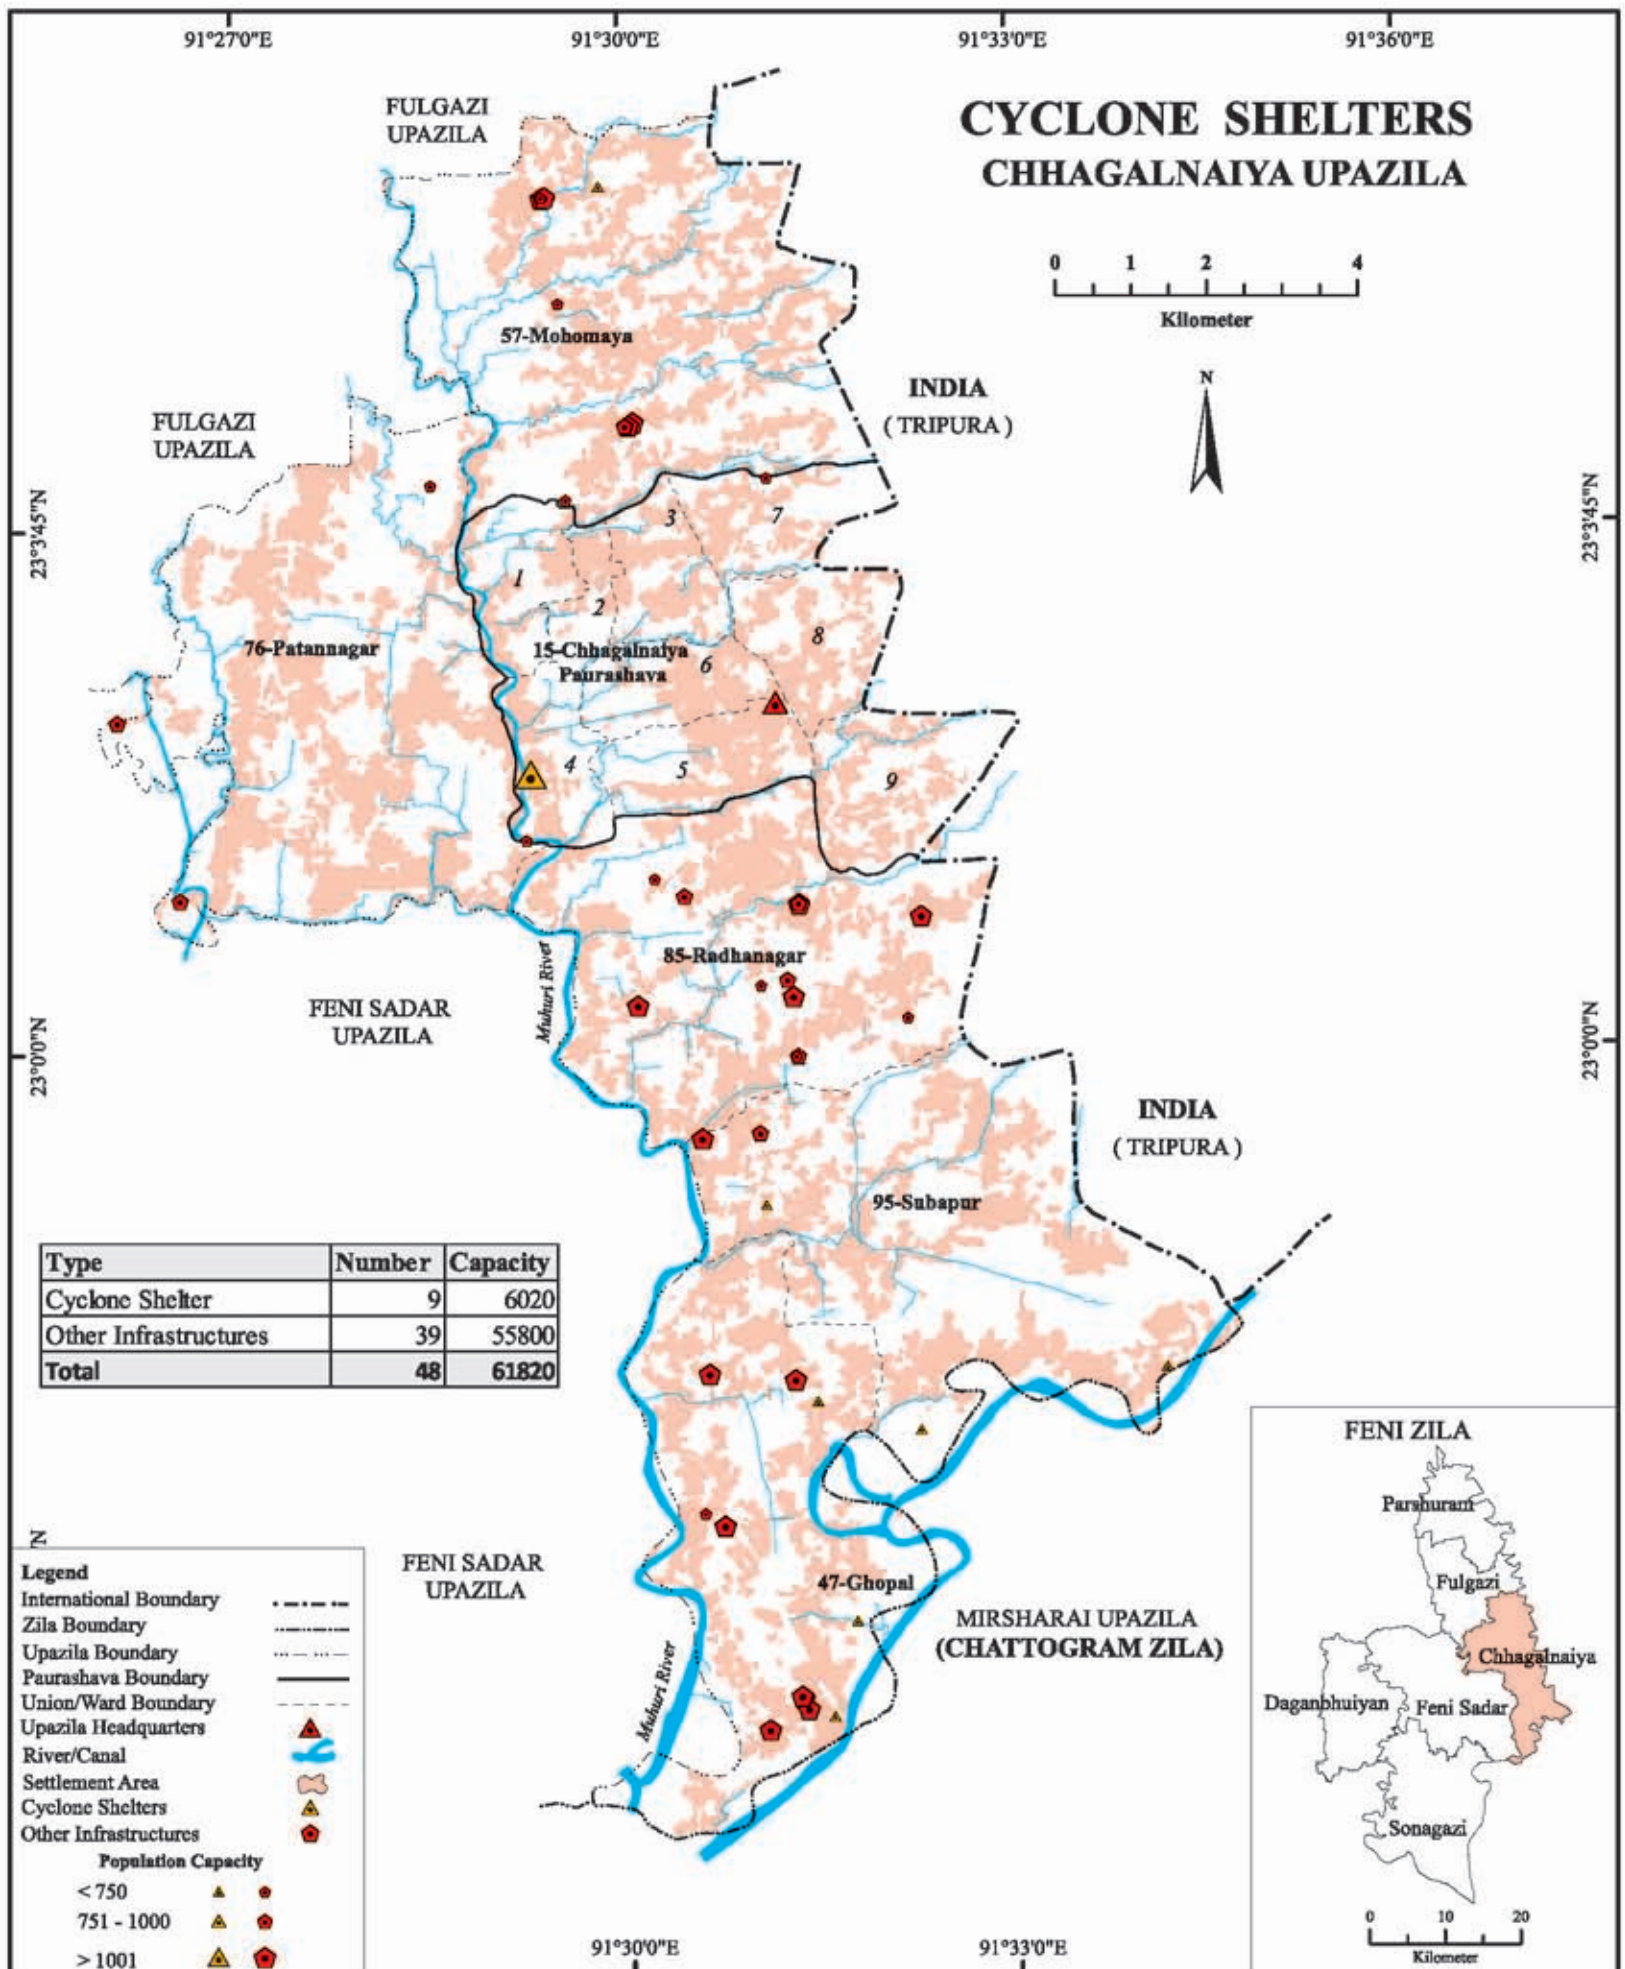 91°27'0"E
91°30'0"E
91°33'0"E
91°36'0"E
CYCLONE SHELTERS
CHHAGALNAIYA UPAZILA
FULGAZI
UPAZILA
0 1 2 4
Kilometer
57-Mohomaya
N
INDIA
( TRIPURA )
FULGAZI
UPAZILA
23°3'45"N
23°3'45"N
3
7
1
2
8
76-Patannagar
15-Chhagalnaiya
Paurashava
6
4
5
9
85-Radhanagar
Muhuri River
FENI SADAR
UPAZILA
23°0'0"N
23°0'0"N
INDIA
( TRIPURA )
95-Subapur
Type Number Capacity
Cyclone Shelter 9 6020
Other Infrastructures 39 55800
Total 48 61820
N
FENI SADAR
UPAZILA
47-Ghopal
MIRSHARAI UPAZILA
(CHATTOGRAM ZILA)
Muhuri River
Legend
International Boundary
Zila Boundary
Upazila Boundary
Paurashava Boundary
Union/Ward Boundary
Upazila Headquarters
River/Canal
Settlement Area
Cyclone Shelters
Other Infrastructures
Population Capacity
< 750
751 - 1000
> 1001
FENI ZILA
Parshuram
Fulgazi
Chhagalnaiya
Daganbhuiyan
Feni Sadar
Sonagazi
0 10 20
Kilometer
91°30'0"E
91°33'0"E